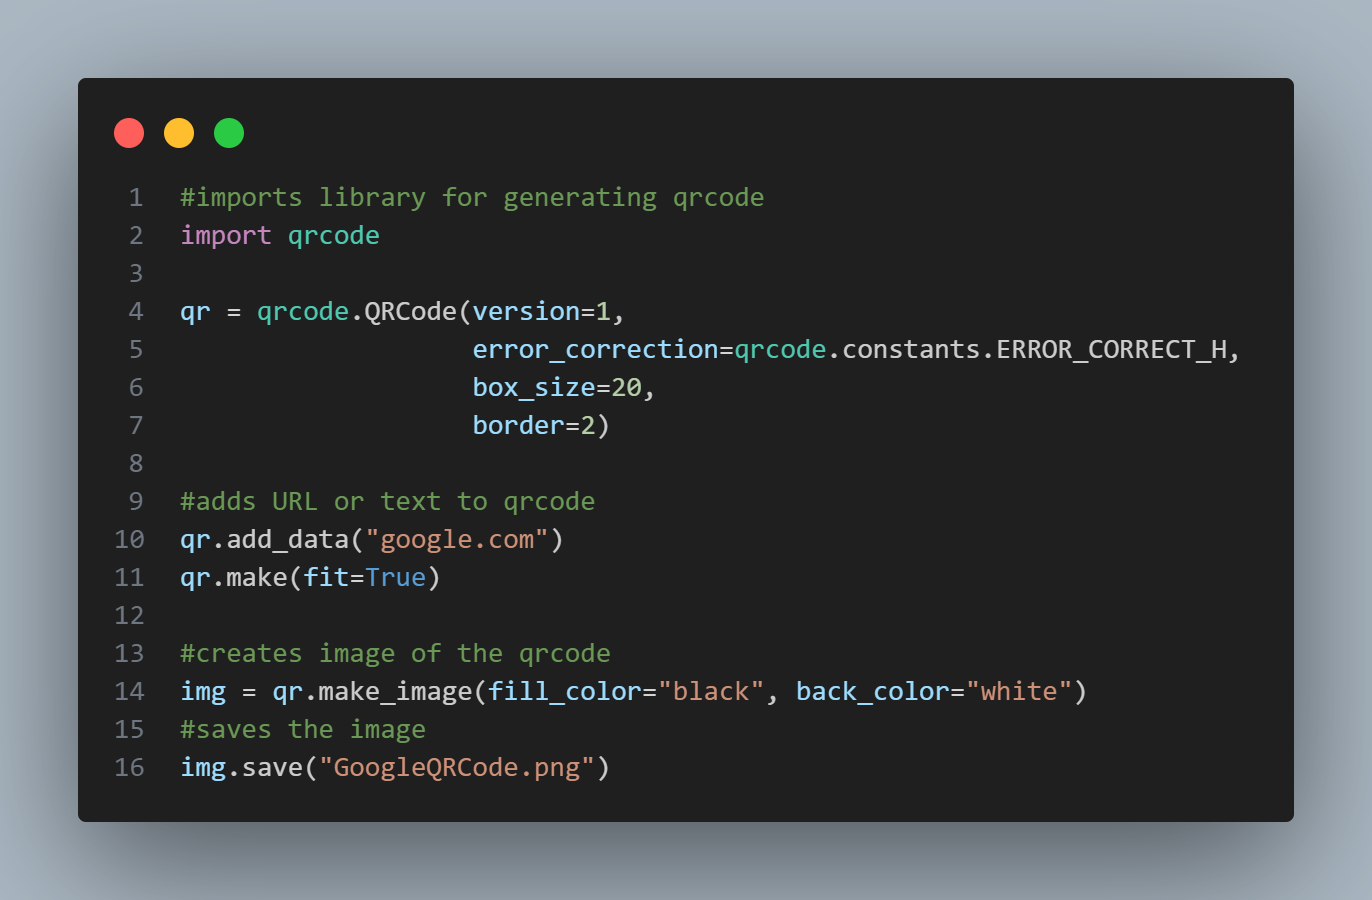 1 #imports library for generating qrcode
2 import qrcode
3
4 qr = qrcode.QRCode(version=1,
5                    error_correction=qrcode.constants.ERROR_CORRECT_H,
6                    box_size=20,
7                    border=2)
8
9 #adds URL or text to qrcode
10 qr.add_data("google.com")
11 qr.make(fit=True)
12
13 #creates image of the qrcode
14 img = qr.make_image(fill_color="black", back_color="white")
15 #saves the image
16 img.save("GoogleQRCode.png")